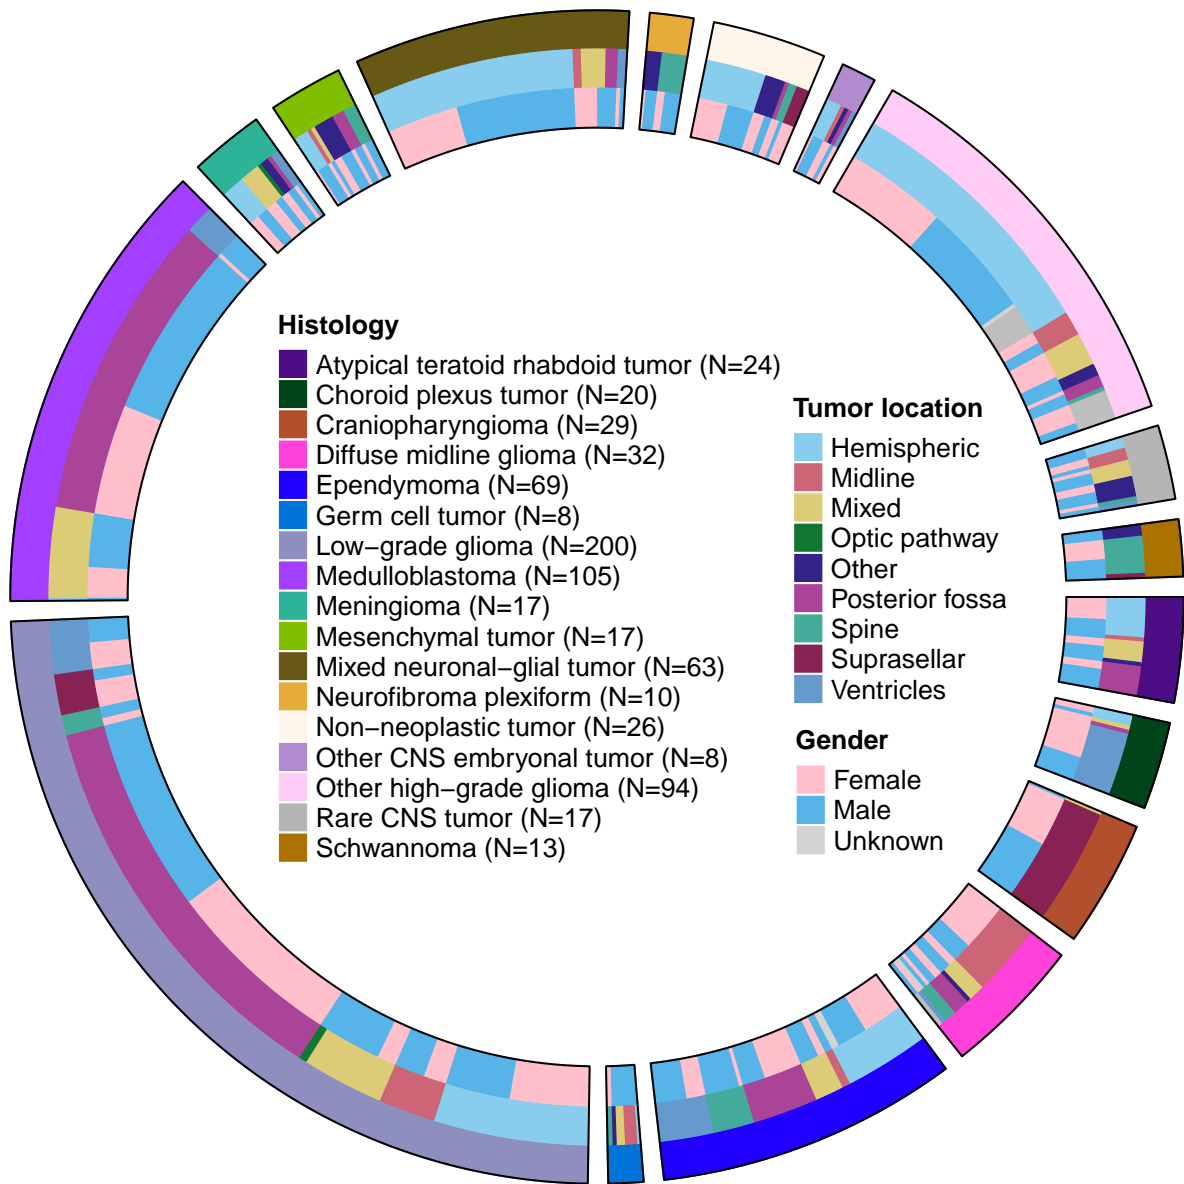 Histology
Atypical teratoid rhabdoid tumor (N=24)
Choroid plexus tumor (N=20)
Craniopharyngioma (N=29)
Diffuse midline glioma (N=32)
Ependymoma (N=69)
Germ cell tumor (N=8)
Low−grade glioma (N=200)
Medulloblastoma (N=105)
Meningioma (N=17)
Mesenchymal tumor (N=17)
Mixed neuronal−glial tumor (N=63)
Neurofibroma plexiform (N=10)
Non−neoplastic tumor (N=26)
Other CNS embryonal tumor (N=8)
Other high−grade glioma (N=94)
Rare CNS tumor (N=17)
Schwannoma (N=13)
Tumor location
Hemispheric
Midline
Mixed
Optic pathway
Other
Posterior fossa
Spine
Suprasellar
Ventricles
Gender
Female
Male
Unknown